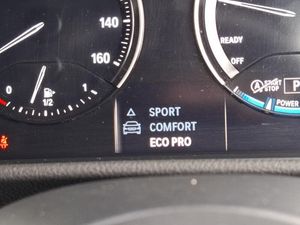 140
160
READY
OFF
START
STOP
0
1
1/2
SPORT
COMFORT
ECO PRO
P
POWER